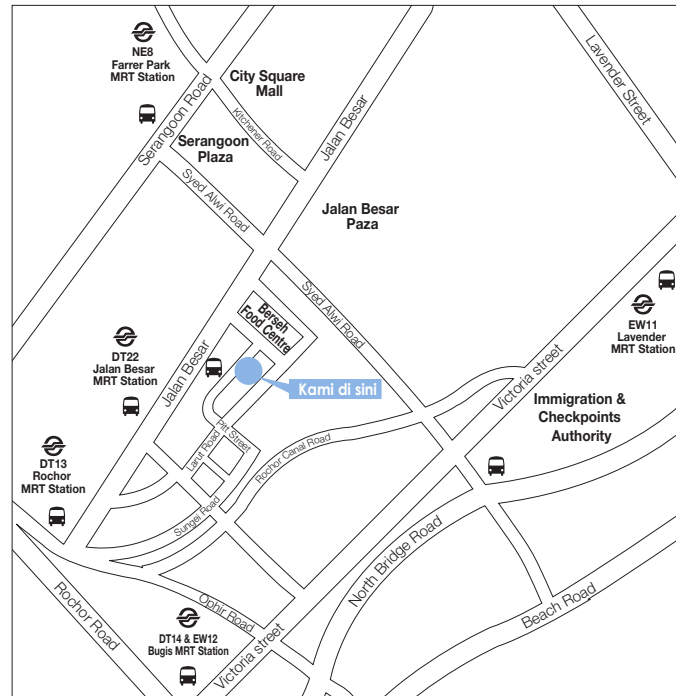 NE8
Farrer Park
MRT Station
City Square
Mall
Lavender Street
Serangoon Road
Kitchener Road
Jalan Besar
Serangoon
Plaza
Syed Alwi Road
Jalan Besar
Paza
Berseh
Food Centre
Syed Alwi Road
EW11
Lavender
MRT Station
DT22
Jalan Besar
MRT Station
Jalan Besar
Kami di sini
Victoria street
Immigration &
Checkpoints
Authority
Pitt Street
Larut Road
Rochor Canal Road
DT13
Rochor
MRT Station
Sungei Road
North Bridge Road
Beach Road
Ophir Road
Rochor Road
DT14 & EW12
Bugis MRT Station
Victoria street